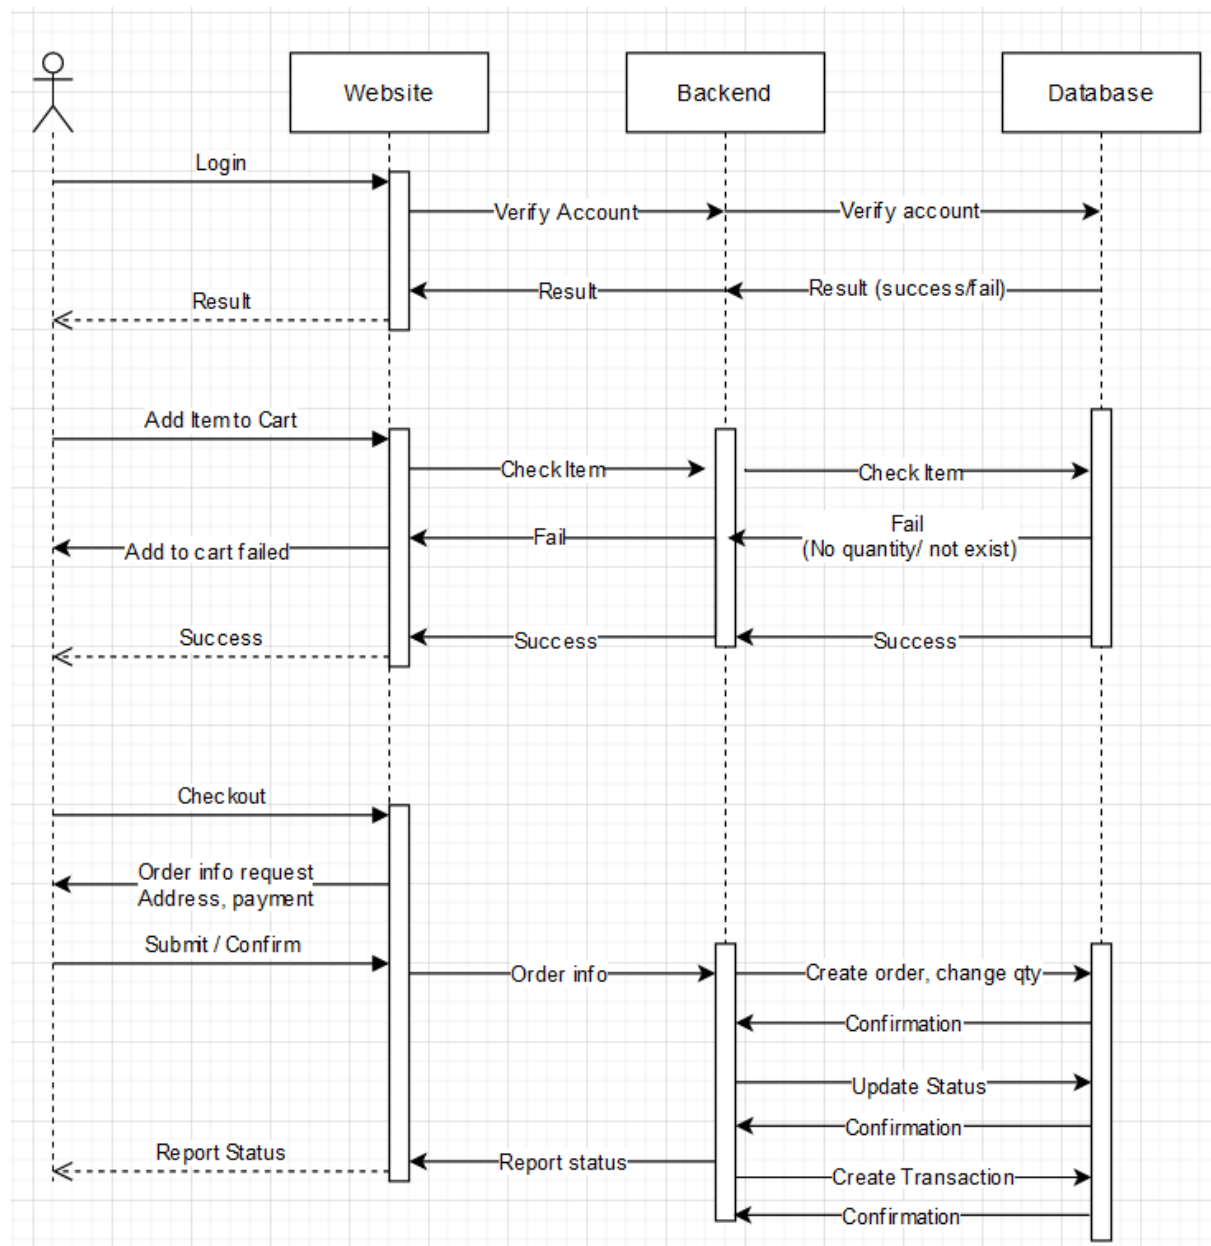 Website
Backend
Database
Login
Verify Account
Verify account
Result
Result
Result (success/fail)
Add Item to Cart
Check Item
Check Item
Add to cart failed
Fail
Fail
(No quantity/ not exist)
Success
Success
Success
Checkout
Order info request
Address, payment
Submit / Confirm
Order info
Create order, change qty
Confirmation
Update Status
Confirmation
Report Status
Report status
Create Transaction
Confirmation